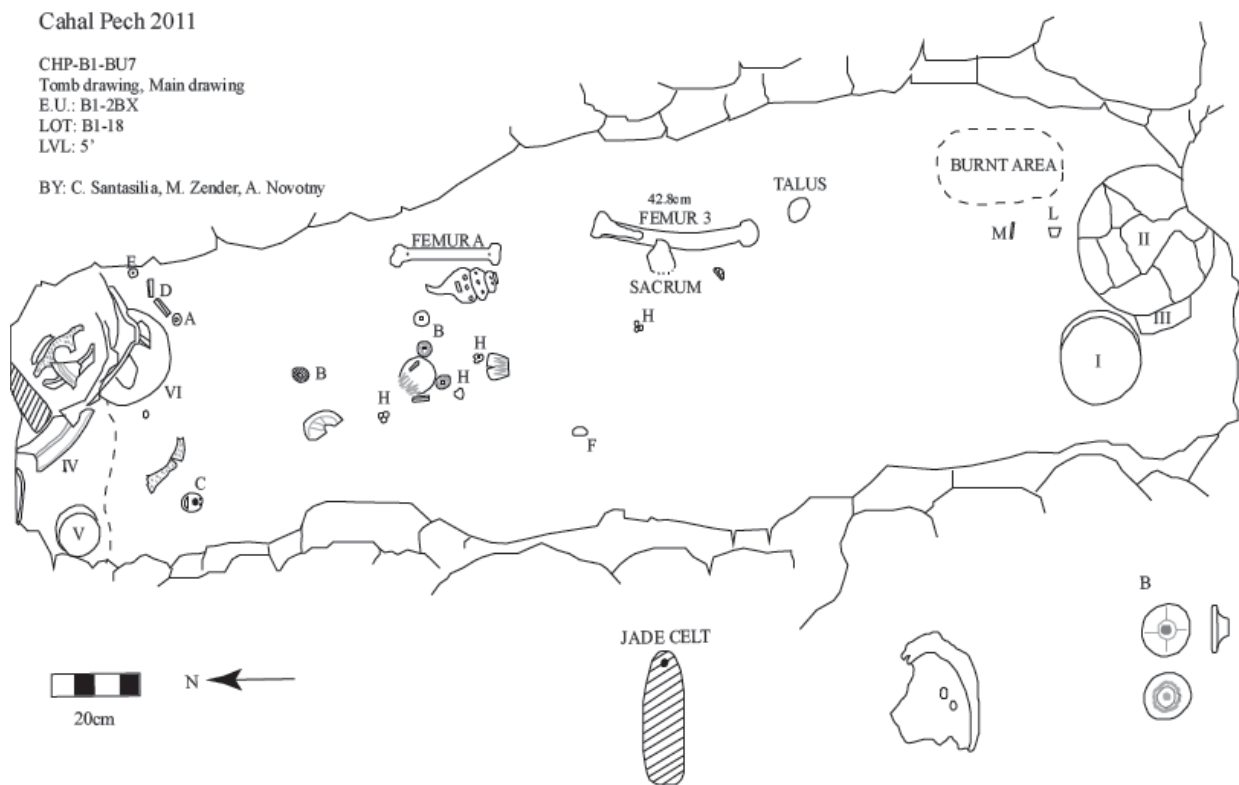 Cahal Pech 2011
CHP-B1-BU7
Tomb drawing, Main drawing
E.U.: B1-2BX
LOT: B1-18
LVL: 5'
BY: C. Santasilia, M. Zender, A. Novotny
BURNT AREA
TALUS
42.8cm
FEMUR 3
L
M
II
FEMUR A
E
D
SACRUM
A
III
H
B
H
I
B
H
VI
H
F
IV
C
V
B
JADE CELT
N
20cm